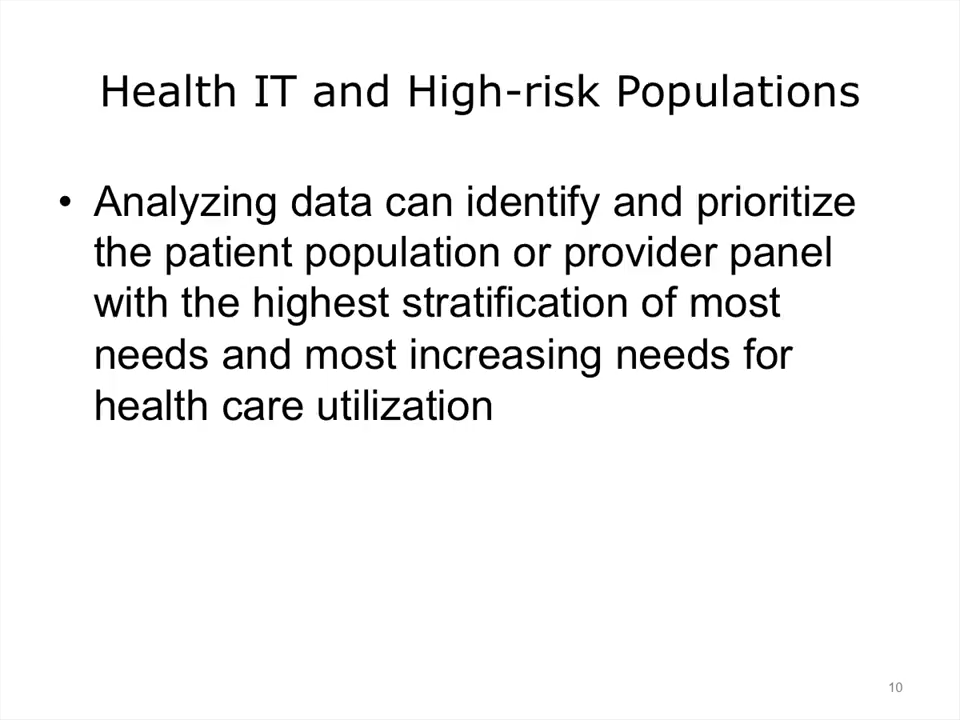 Health IT and High-risk Populations
• Analyzing data can identify and prioritize
the patient population or provider panel
with the highest stratification of most
needs and most increasing needs for
health care utilization
10